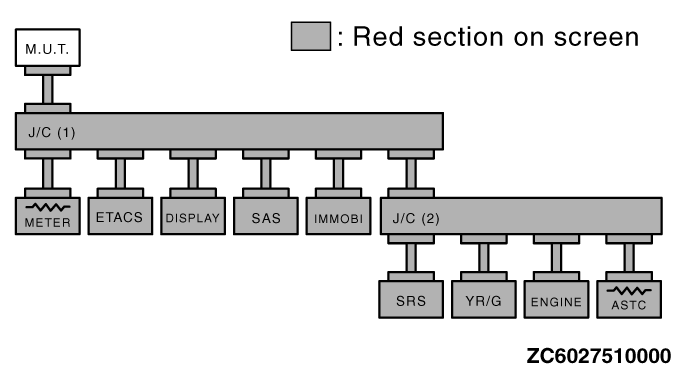 : Red section on screen
M.U.T.
J/C (1)
METER
ETACS
DISPLAY
SAS
IMMOBI
J/C (2)
SRS
YR/G
ENGINE
ASTC
ZC6027510000